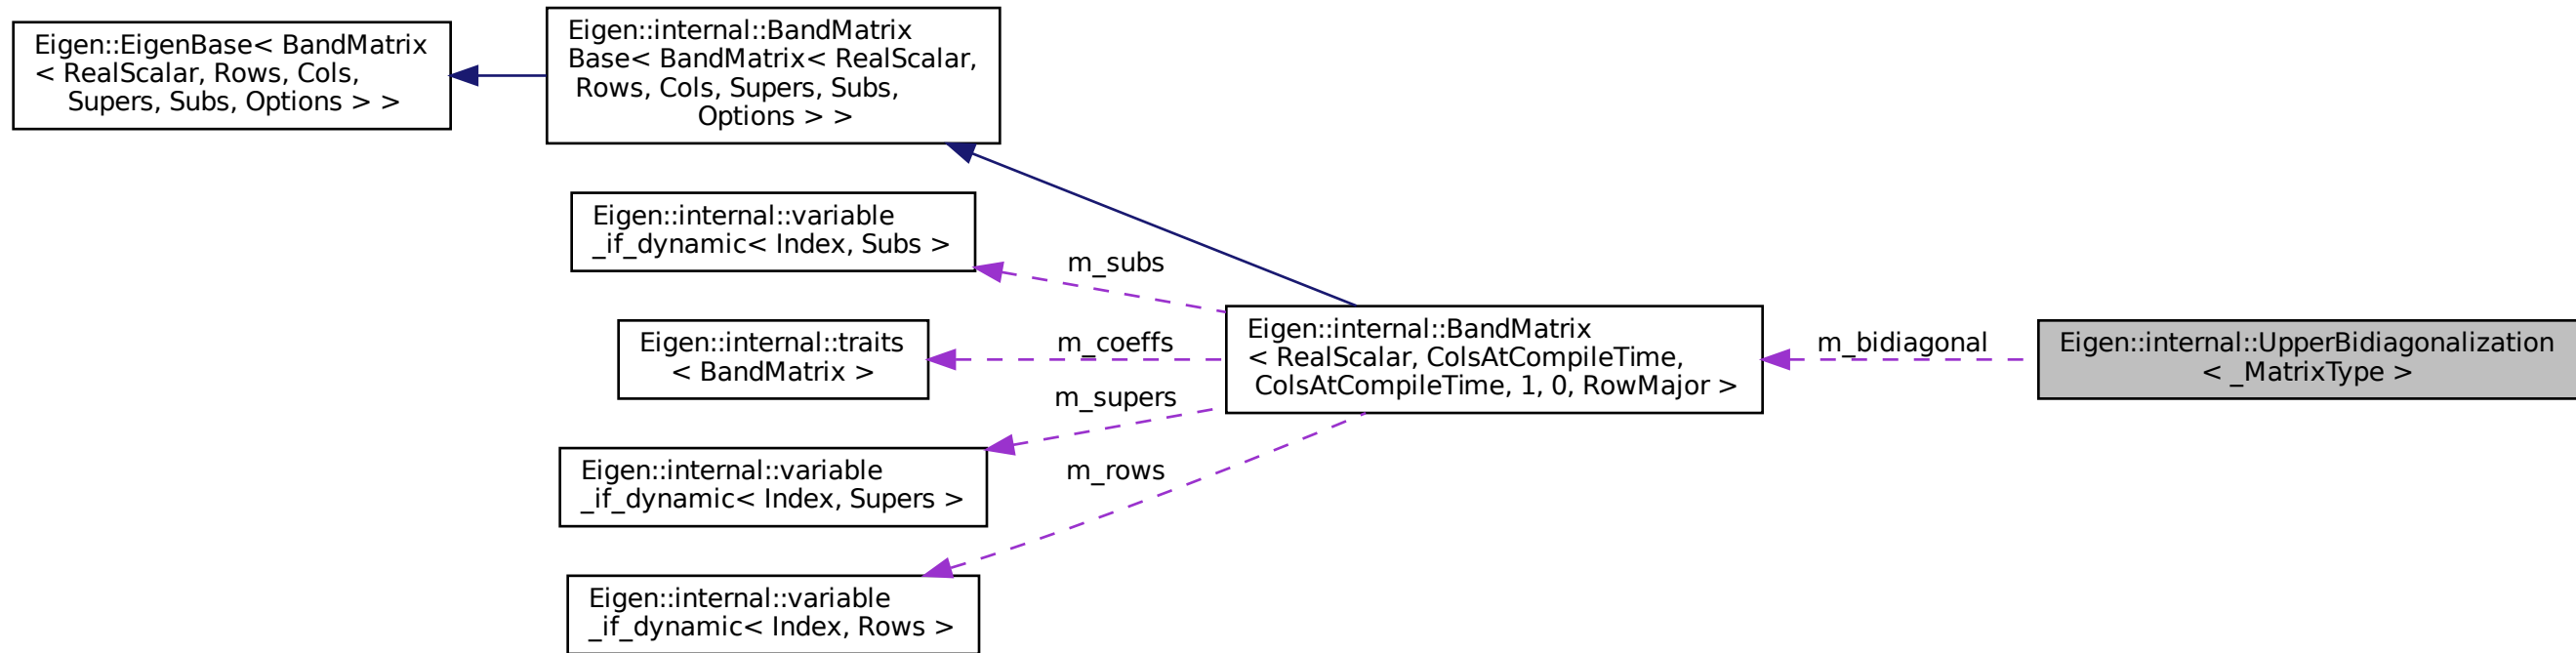 Eigen::EigenBase< BandMatrix
< RealScalar, Rows, Cols,
Supers, Subs, Options > >
Eigen::internal::BandMatrix
Base< BandMatrix< RealScalar,
Rows, Cols, Supers, Subs,
Options > >
Eigen::internal::variable
_if_dynamic< Index, Subs >
m_subs
Eigen::internal::traits
< BandMatrix >
m_coeffs
Eigen::internal::BandMatrix
< RealScalar, ColsAtCompileTime,
ColsAtCompileTime, 1, 0, RowMajor >
m_bidiagonal
Eigen::internal::UpperBidiagonalization
< _MatrixType >
m_supers
Eigen::internal::variable
_if_dynamic< Index, Supers >
m_rows
Eigen::internal::variable
_if_dynamic< Index, Rows >